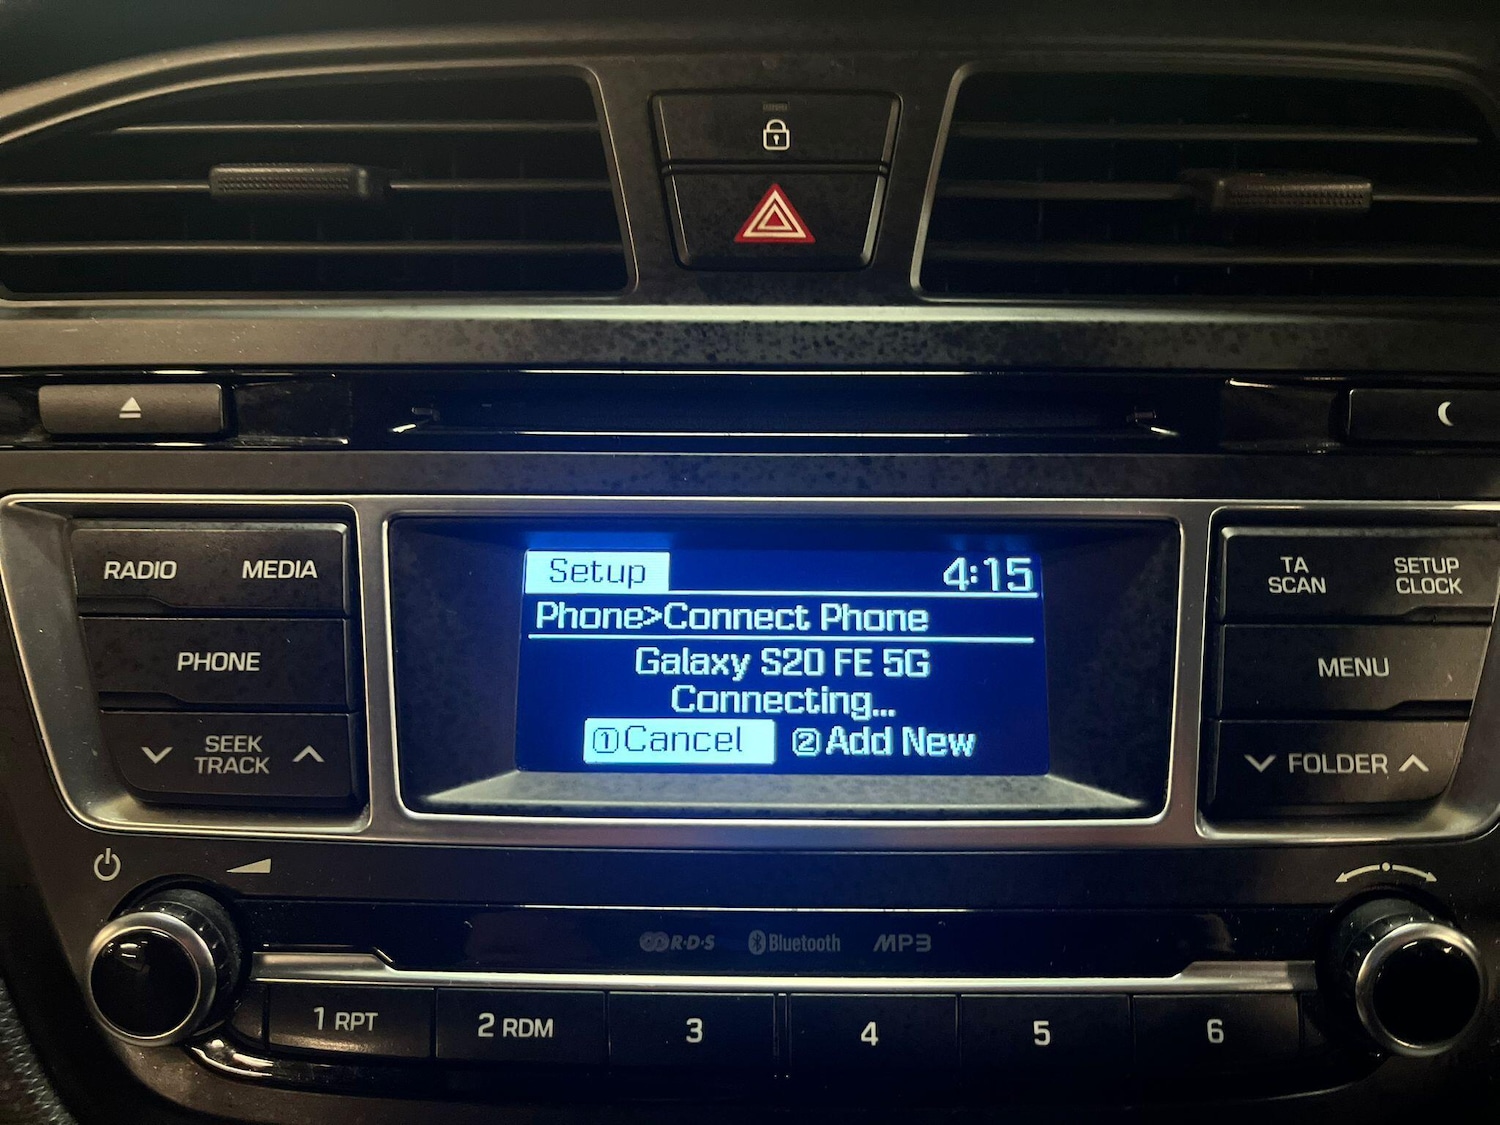 RADIO MEDIA
PHONE
SEEK
TRACK
Setup 4:15
Phone>Connect Phone
Galaxy S20 FE 5G
Connecting...
1Cancel 2Add New
TA
SCAN
SETUP
CLOCK
MENU
FOLDER
R·D·S Bluetooth MP3
1 RPT 2 RDM 3 4 5 6